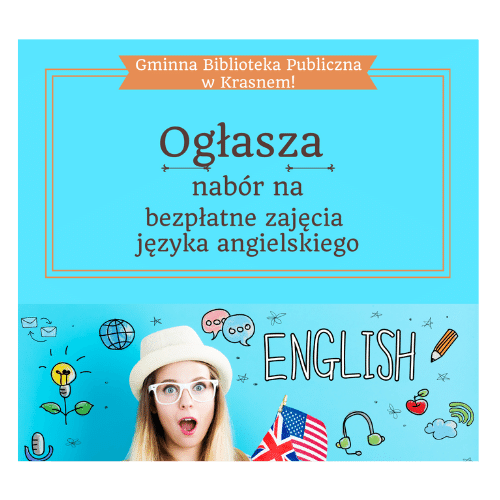 Gminna Biblioteka Publiczna
w Krasnem!
Ogłasza
nabór na
bezpłatne zajęcia
języka angielskiego
ENGLISH